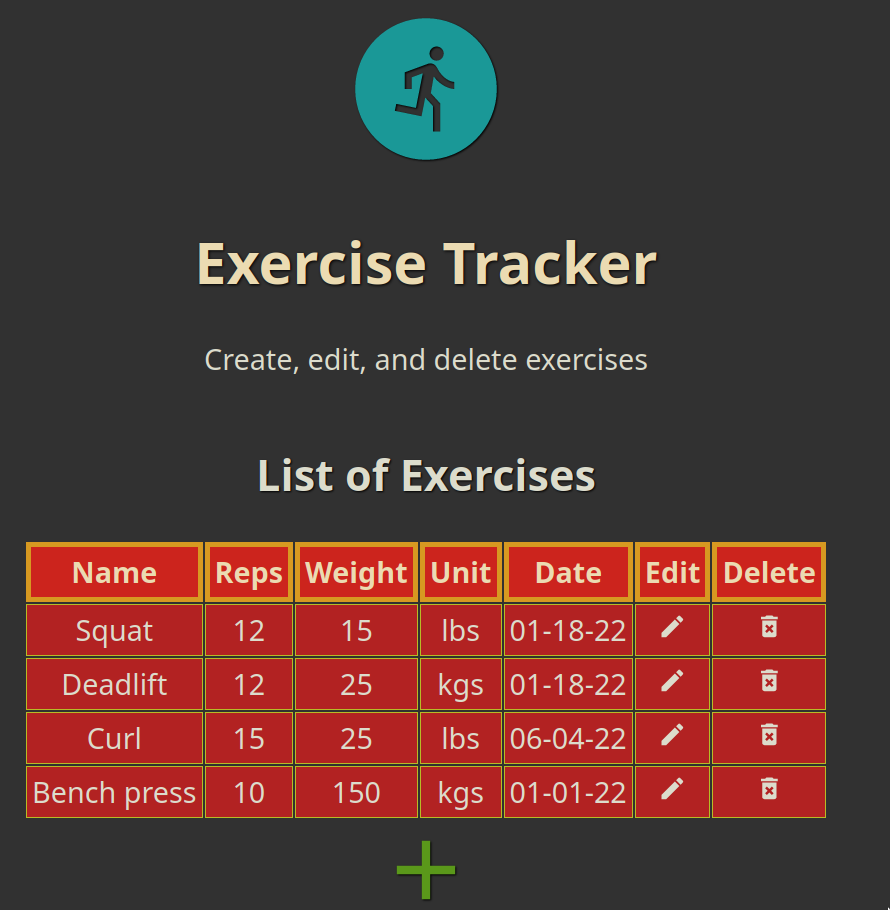 Exercise Tracker
Create, edit, and delete exercises
List of Exercises
Name Reps Weight Unit Date Edit Delete
Squat 12 15 lbs 01-18-22
Deadlift 12 25 kgs 01-18-22
Curl 15 25 lbs 06-04-22
Bench press 10 150 kgs 01-01-22